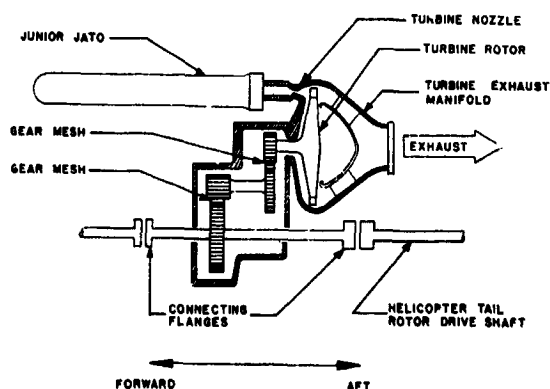 JUNIOR JATO
TURBINE NOZZLE
TURBINE ROTOR
TURBINE EXHAUST
MANIFOLD
GEAR MESH
EXHAUST
GEAR MESH
CONNECTING
FLANGES
HELICOPTER TAIL
ROTOR DRIVE SHAFT
FORWARD
AFT